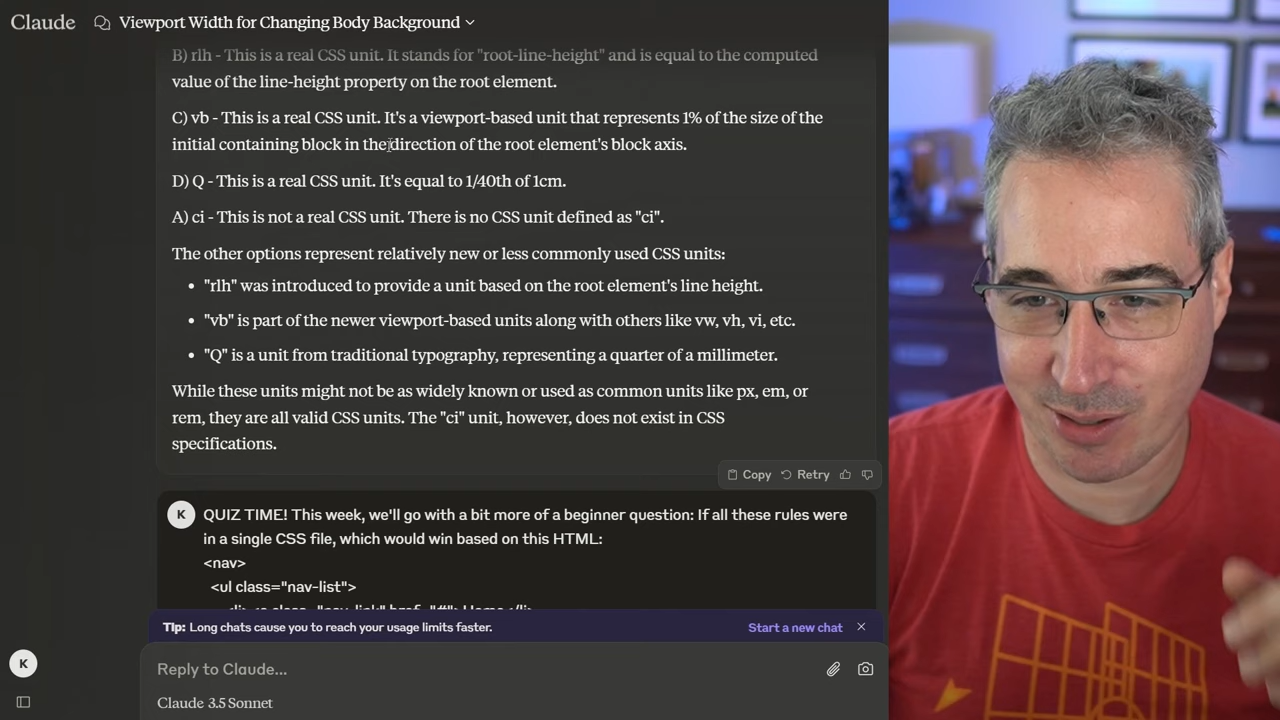 Claude
Viewport Width for Changing Body Background
B) rlh - This is a real CSS unit. It stands for "root-line-height" and is equal to the computed
value of the line-height property on the root element.
C) vb - This is a real CSS unit. It's a viewport-based unit that represents 1% of the size of the
initial containing block in the direction of the root element's block axis.
D) Q - This is a real CSS unit. It's equal to 1/40th of 1cm.
A) ci - This is not a real CSS unit. There is no CSS unit defined as "ci".
The other options represent relatively new or less commonly used CSS units:
• "rlh" was introduced to provide a unit based on the root element's line height.
• "vb" is part of the newer viewport-based units along with others like vw, vh, vi, etc.
• "Q" is a unit from traditional typography, representing a quarter of a millimeter.
While these units might not be as widely known or used as common units like px, em, or
rem, they are all valid CSS units. The "ci" unit, however, does not exist in CSS
specifications.
Copy Retry
K
QUIZ TIME! This week, we'll go with a bit more of a beginner question: If all these rules were
in a single CSS file, which would win based on this HTML:
<nav>
<ul class="nav-list">
<li> <a class="nav-link" href="#"> Home </li>
Tip: Long chats cause you to reach your usage limits faster.
Start a new chat
K
Reply to Claude...
Claude 3.5 Sonnet